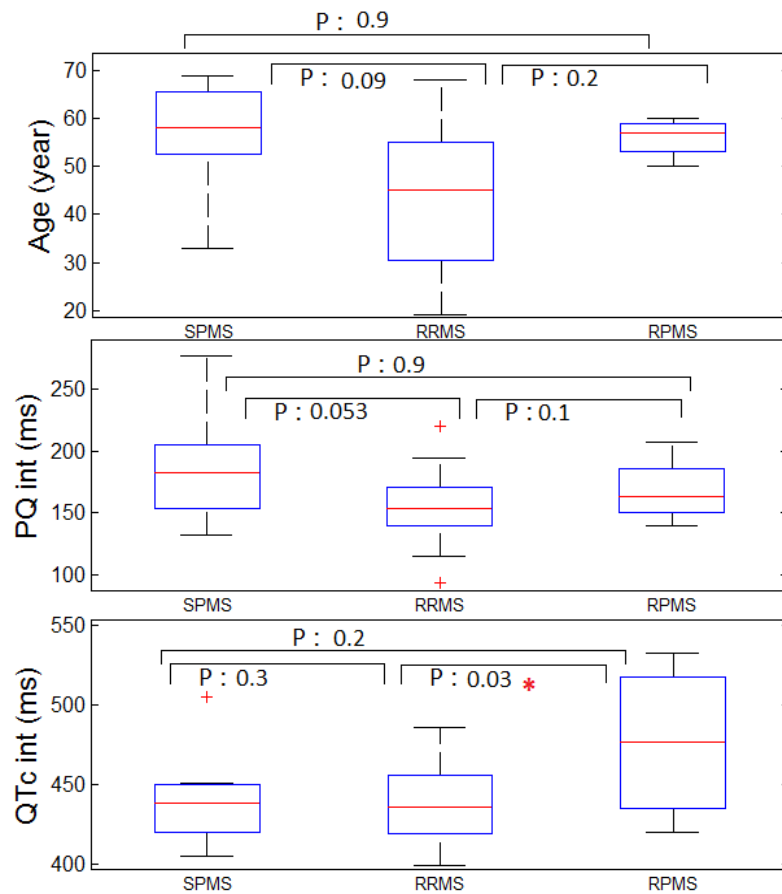 P : 0.9
P : 0.09
P : 0.2
70
60
50
40
30
20
Age (year)
SPMS RRMS RPMS
P : 0.9
P : 0.053
P : 0.1
250
200
150
100
PQ int (ms)
SPMS RRMS RPMS
550
P : 0.2
P : 0.3
P : 0.03 *
500
450
400
QTc int (ms)
SPMS RRMS RPMS